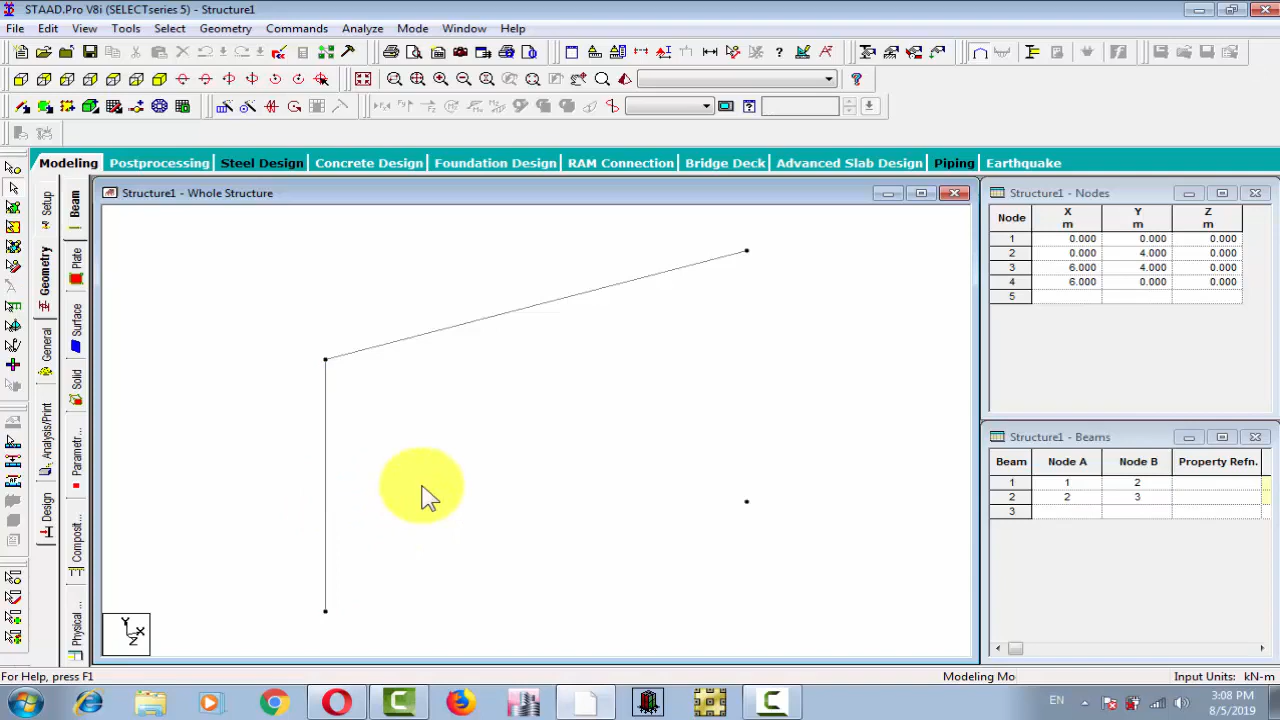 STAAD.Pro V8i (SELECTseries 5) - Structure1
File Edit View Tools Select Geometry Commands Analyze Mode Window Help
Modeling Postprocessing Steel Design Concrete Design Foundation Design RAM Connection Bridge Deck Advanced Slab Design Piping Earthquake
Setup
Geometry
General
Analysis/Print
Design
Beam
Plate
Surface
Solid
Parametr...
Composit...
Physical ...
Structure1 - Whole Structure
Y
X
Z
Structure1 - Nodes
Node X m Y m Z m
1 0.000 0.000 0.000
2 0.000 4.000 0.000
3 6.000 4.000 0.000
4 6.000 0.000 0.000
5
Structure1 - Beams
Beam Node A Node B Property Refn.
1 1 2
2 2 3
3
For Help, press F1 Modeling Mo Input Units: kN-m
EN 3:08 PM
8/5/2019